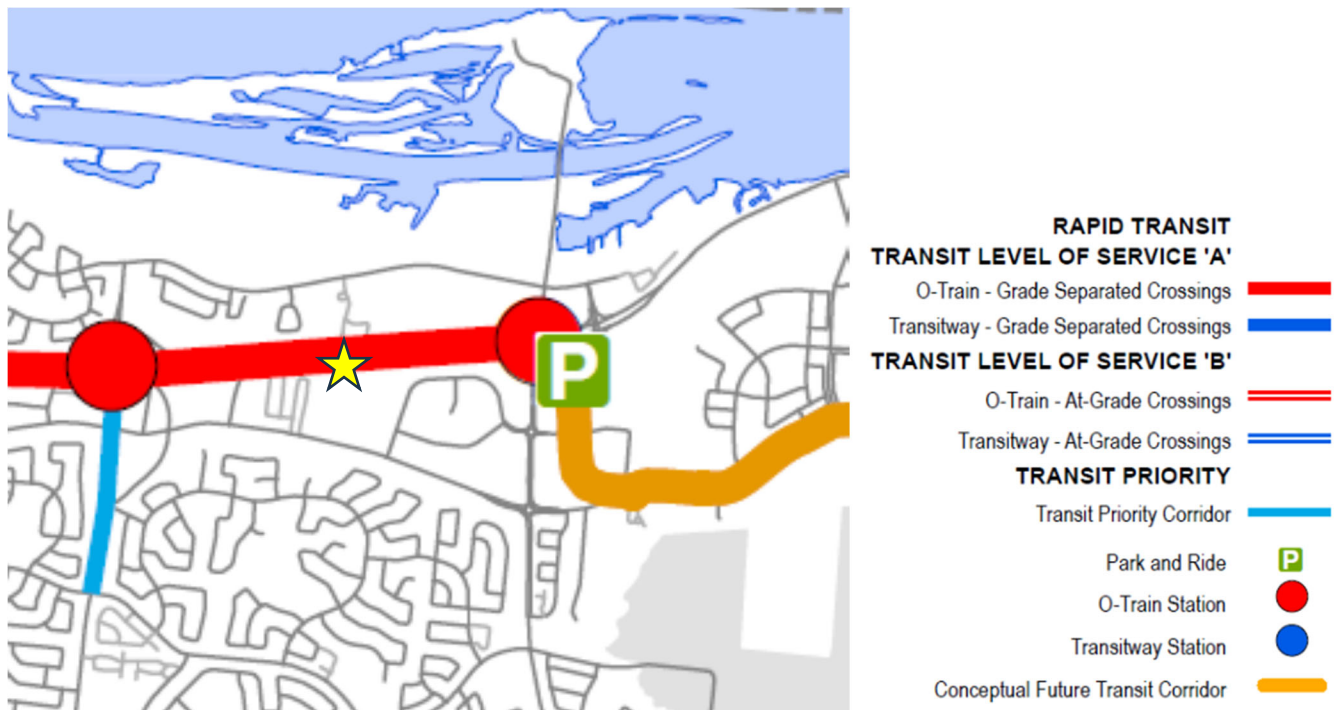 P
RAPID TRANSIT
TRANSIT LEVEL OF SERVICE 'A'
O-Train - Grade Separated Crossings
Transitway - Grade Separated Crossings
TRANSIT LEVEL OF SERVICE 'B'
O-Train - At-Grade Crossings
Transitway - At-Grade Crossings
TRANSIT PRIORITY
Transit Priority Corridor
Park and Ride P
O-Train Station
Transitway Station
Conceptual Future Transit Corridor